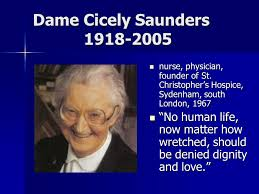 Dame Cicely Saunders
1918-2005
nurse, physician,
founder of St.
Christopher's Hospice,
Sydenham, south
London, 1967
"No human life,
now matter how
wretched, should
be denied dignity
and love."